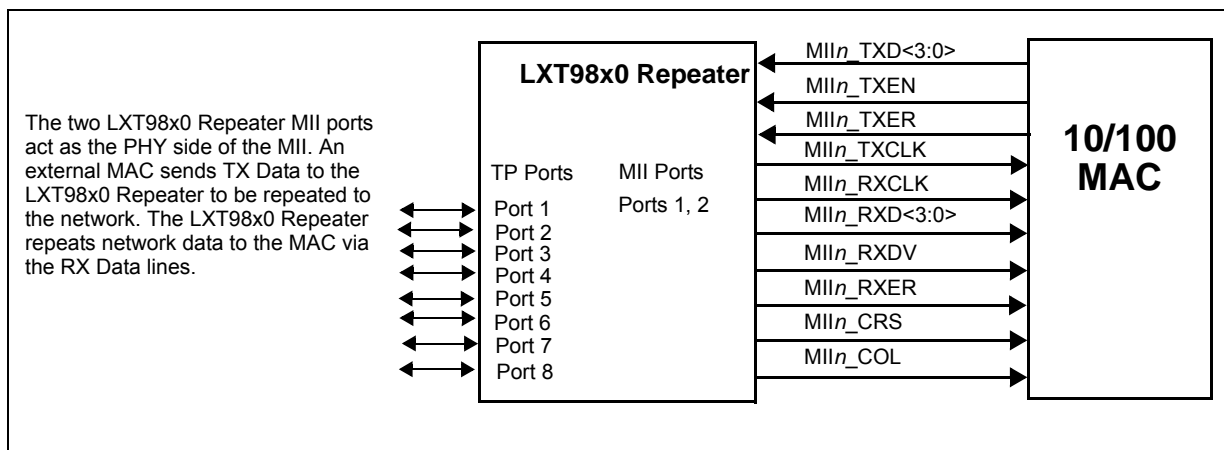 The two LXT98x0 Repeater MII ports
act as the PHY side of the MII. An
external MAC sends TX Data to the
LXT98x0 Repeater to be repeated to
the network. The LXT98x0 Repeater
repeats network data to the MAC via
the RX Data lines.
LXT98x0 Repeater
TP Ports
MII Ports
Port 1
Ports 1, 2
Port 2
Port 3
Port 4
Port 5
Port 6
Port 7
Port 8
MIIn_TXD<3:0>
MIIn_TXEN
MIIn_TXER
MIIn_TXCLK
MIIn_RXCLK
MIIn_RXD<3:0>
MIIn_RXDV
MIIn_RXER
MIIn_CRS
MIIn_COL
10/100
MAC